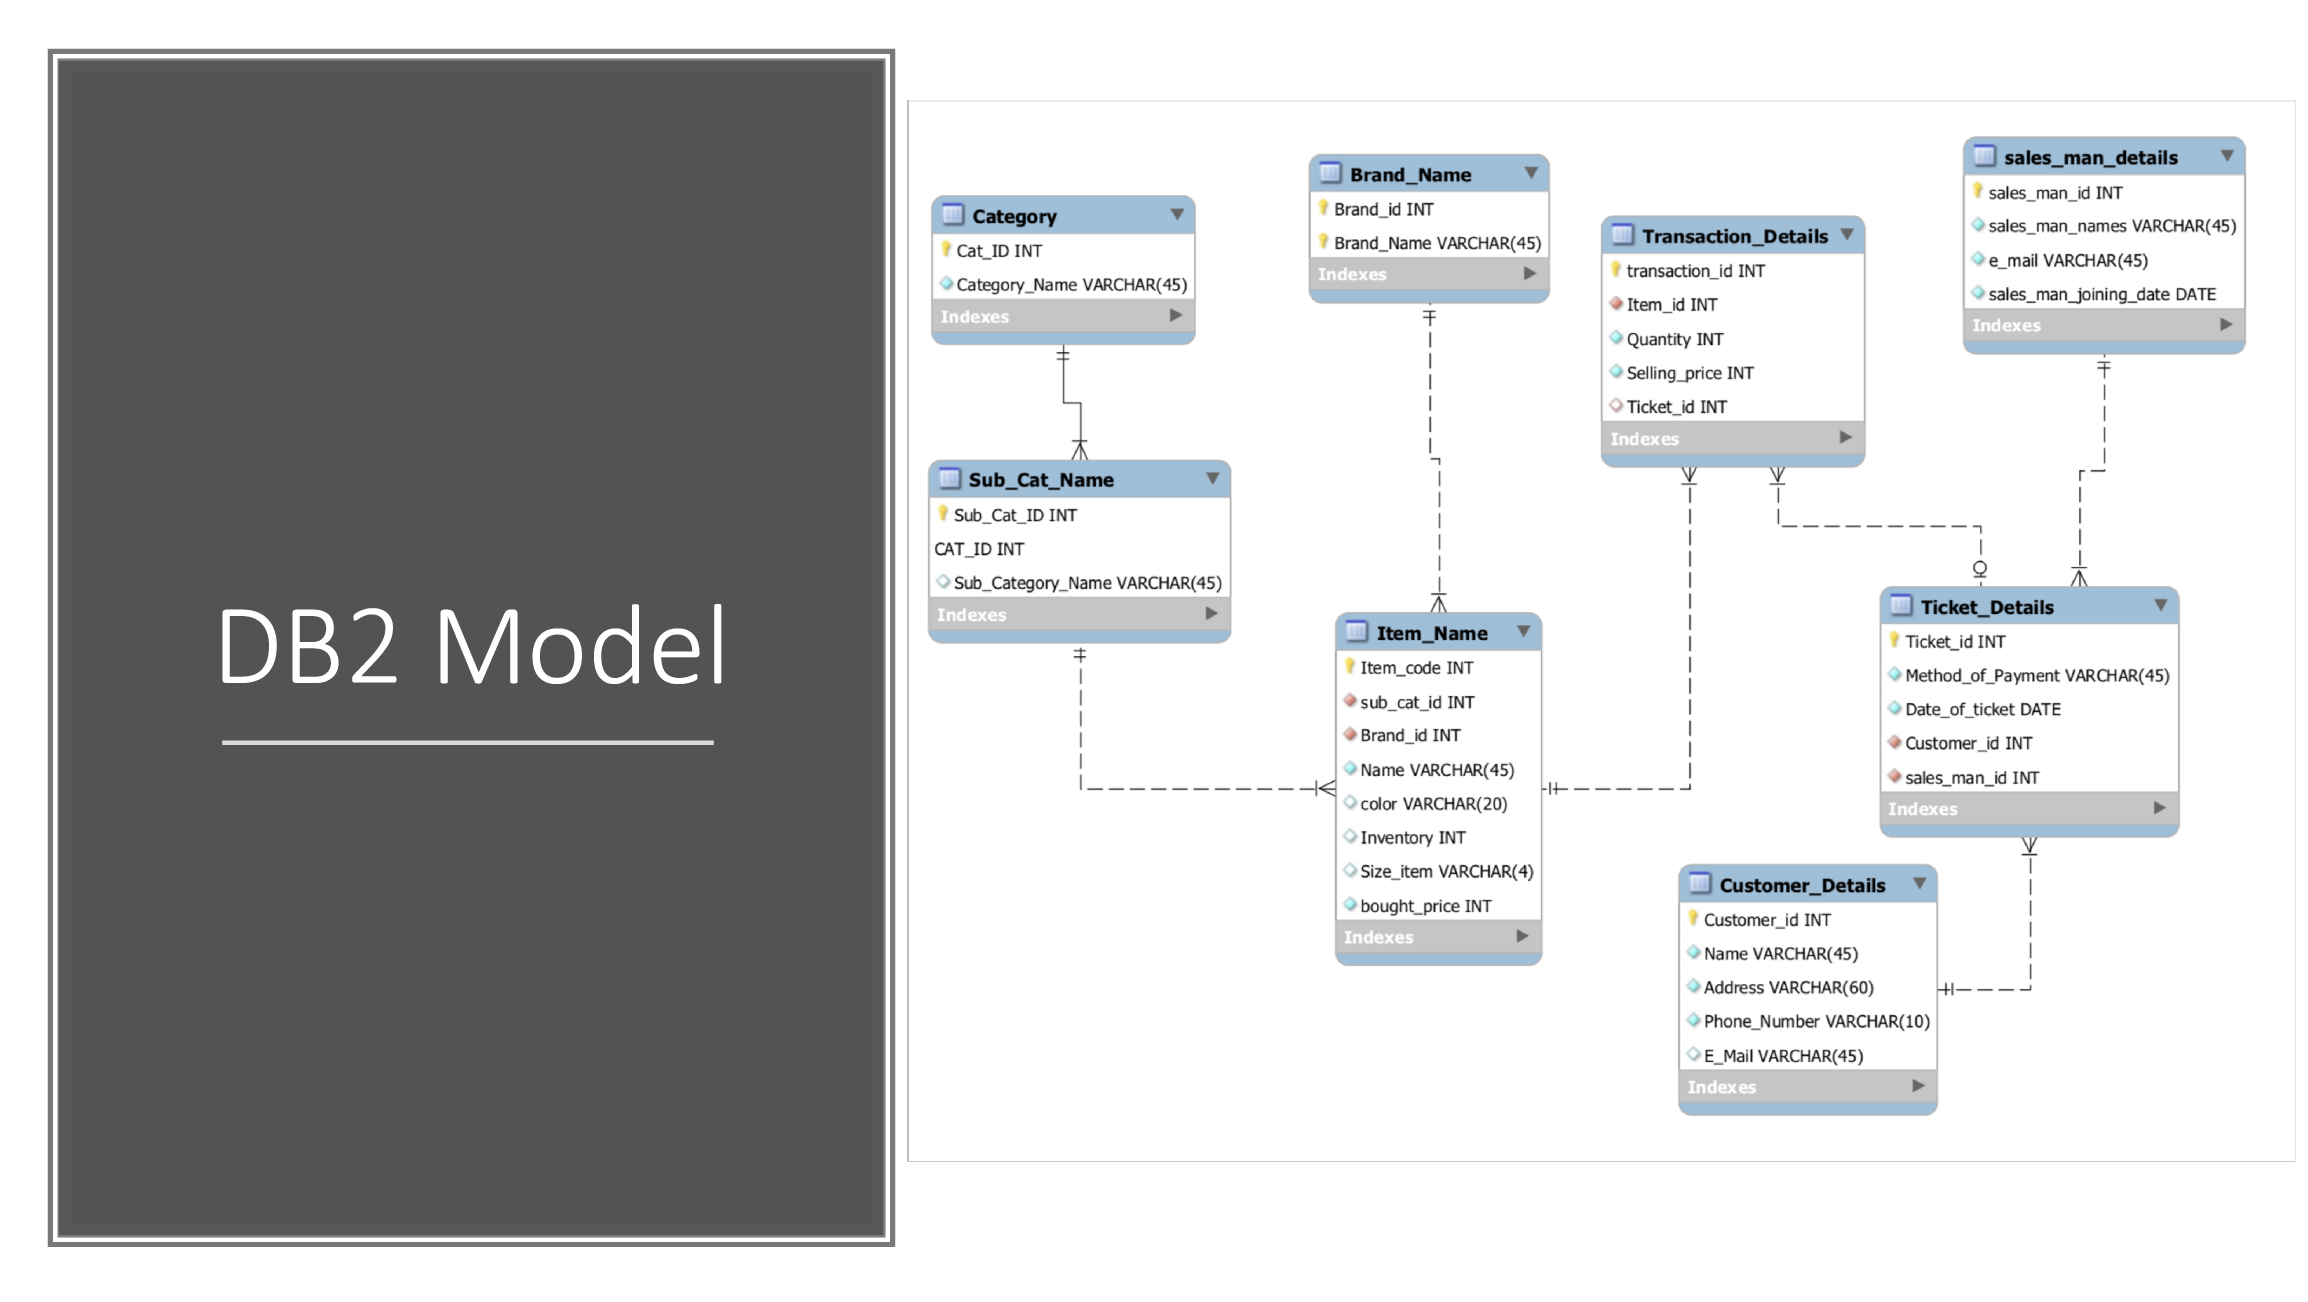 DB2 Model
Category
Cat_ID INT
Category_Name VARCHAR(45)
Indexes
Sub_Cat_Name
Sub_Cat_ID INT
CAT_ID INT
Sub_Category_Name VARCHAR(45)
Indexes
Brand_Name
Brand_id INT
Brand_Name VARCHAR(45)
Indexes
Item_Name
Item_code INT
sub_cat_id INT
Brand_id INT
Name VARCHAR(45)
color VARCHAR(20)
Inventory INT
Size_item VARCHAR(4)
bought_price INT
Indexes
Transaction_Details
transaction_id INT
Item_id INT
Quantity INT
Selling_price INT
Ticket_id INT
Indexes
sales_man_details
sales_man_id INT
sales_man_names VARCHAR(45)
e_mail VARCHAR(45)
sales_man_joining_date DATE
Indexes
Ticket_Details
Ticket_id INT
Method_of_Payment VARCHAR(45)
Date_of_ticket DATE
Customer_id INT
sales_man_id INT
Indexes
Customer_Details
Customer_id INT
Name VARCHAR(45)
Address VARCHAR(60)
Phone_Number VARCHAR(10)
E_Mail VARCHAR(45)
Indexes